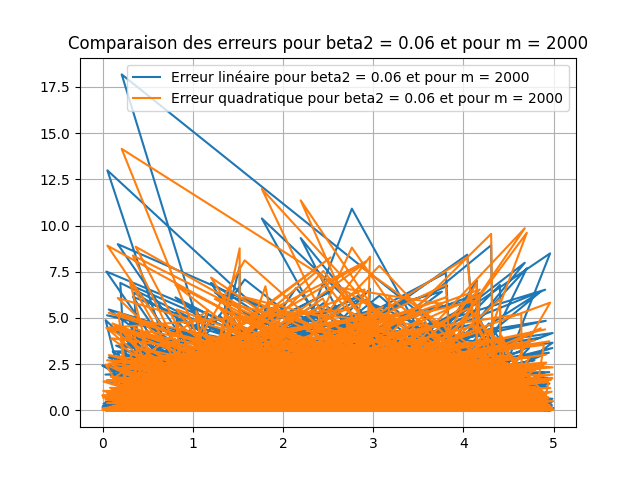 Comparaison des erreurs pour beta2 = 0.06 et pour m = 2000
Erreur linéaire pour beta2 = 0.06 et pour m = 2000
Erreur quadratique pour beta2 = 0.06 et pour m = 2000
17.5
15.0
12.5
10.0
7.5
5.0
2.5
0.0
0 1 2 3 4 5